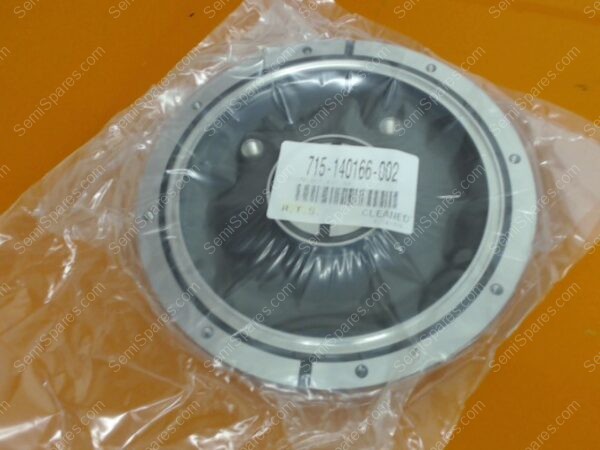 715-140166-002
R.T.S.
CLEANED
SemiSpares.com